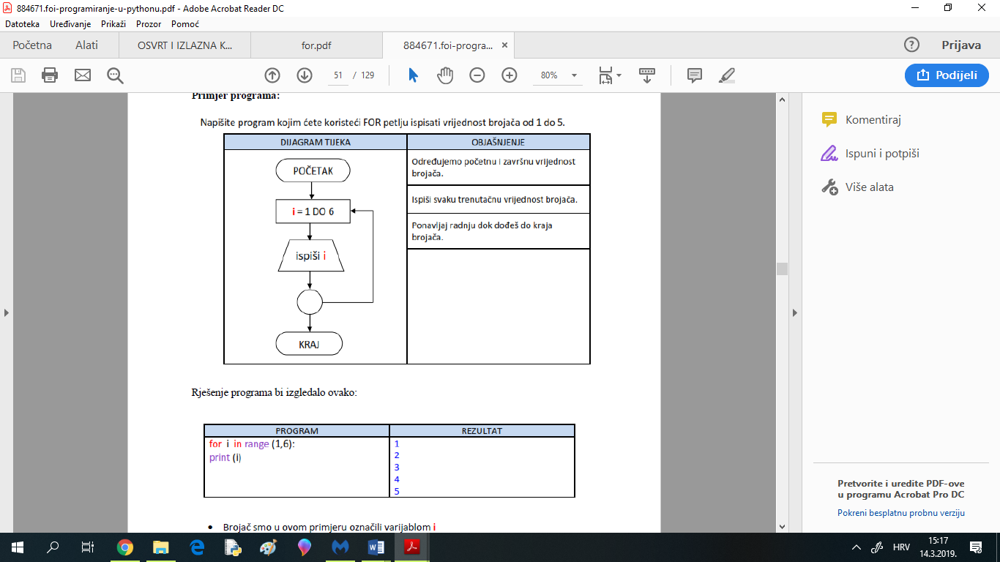 884671.foi-programiranje-u-pythonu.pdf - Adobe Acrobat Reader DC
Datoteka Uređivanje Prikaži Prozor Pomoć
Početna Alati OSVRT I IZLAZNA K... for.pdf 884671.foi-progra... × ? Prijava
51 / 129 80% Podijeli
Primjer programa:
Napišite program kojim ćete koristeći FOR petlju ispisati vrijednost brojača od 1 do 5.
DIJAGRAM TIJEKA
POČETAK
i = 1 DO 6
ispiši i
KRAJ
OBJAŠNJENJE
Određujemo početnu i završnu vrijednost
brojača.
Ispiši svaku trenutačnu vrijednost brojača.
Ponavljaj radnju dok dođeš do kraja
brojača.
Rješenje programa bi izgledalo ovako:
PROGRAM
for i in range (1,6):
print (i)
REZULTAT
1
2
3
4
5
• Brojač smo u ovom primjeru označili varijablom i
Komentiraj
Ispuni i potpiši
Više alata
Pretvorite i uredite PDF-ove
u programu Acrobat Pro DC
Pokreni besplatnu probnu verziju
HRV
15:17
14.3.2019.